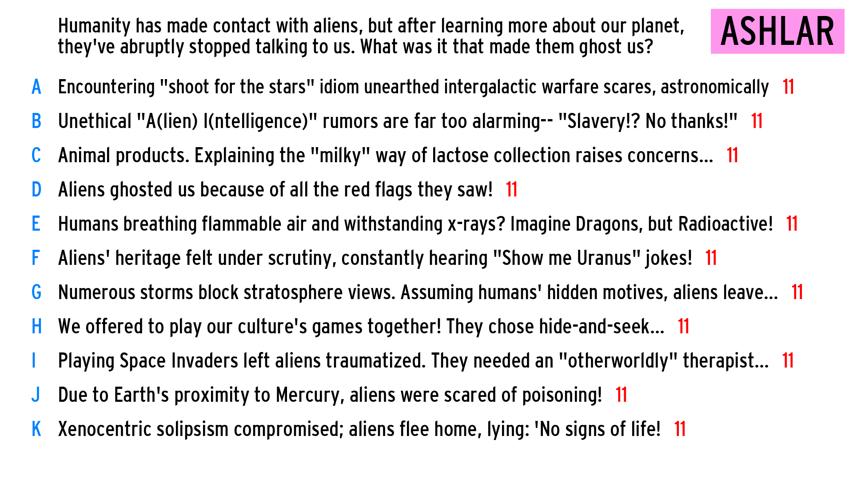 Humanity has made contact with aliens, but after learning more about our planet,
they've abruptly stopped talking to us. What was it that made them ghost us?
ASHLAR
A Encountering "shoot for the stars" idiom unearthed intergalactic warfare scares, astronomically 11
B Unethical "A(lien) I(ntelligence)" rumors are far too alarming-- "Slavery!? No thanks!" 11
C Animal products. Explaining the "milky" way of lactose collection raises concerns... 11
D Aliens ghosted us because of all the red flags they saw! 11
E Humans breathing flammable air and withstanding x-rays? Imagine Dragons, but Radioactive! 11
F Aliens' heritage felt under scrutiny, constantly hearing "Show me Uranus" jokes! 11
G Numerous storms block stratosphere views. Assuming humans' hidden motives, aliens leave... 11
H We offered to play our culture's games together! They chose hide-and-seek... 11
I Playing Space Invaders left aliens traumatized. They needed an "otherworldly" therapist... 11
J Due to Earth's proximity to Mercury, aliens were scared of poisoning! 11
K Xenocentric solipsism compromised; aliens flee home, lying: 'No signs of life! 11